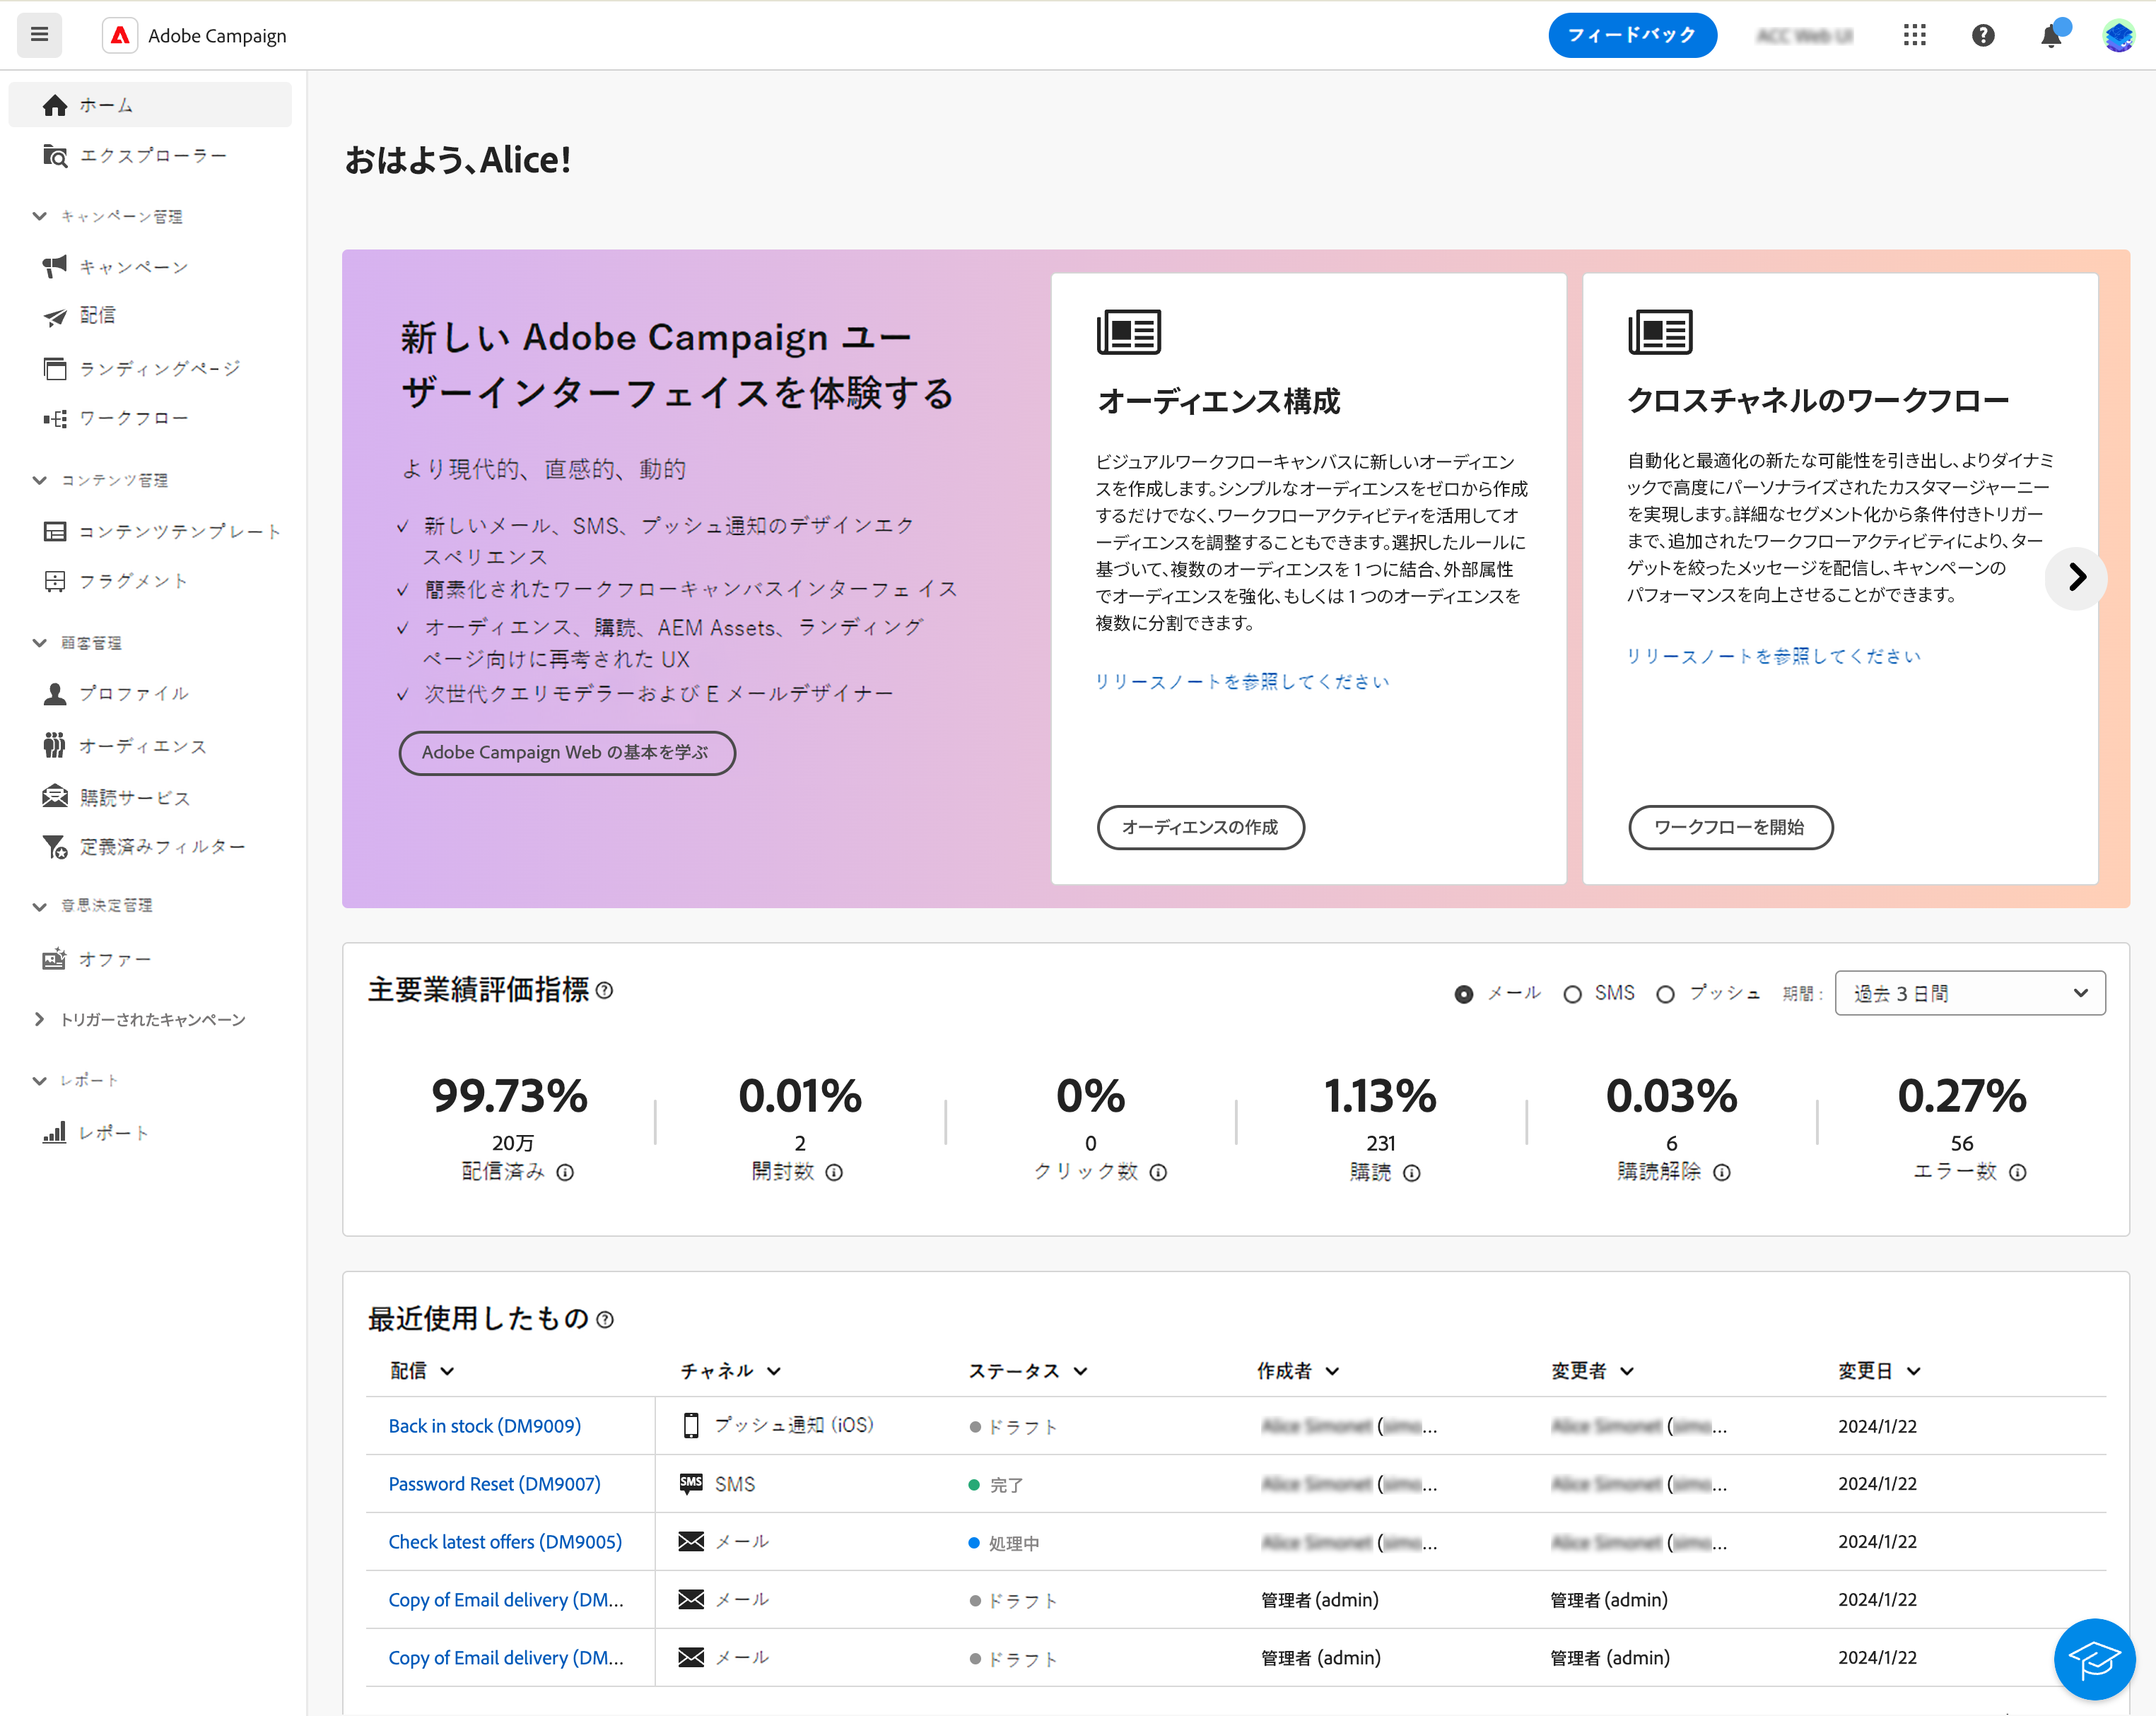 Adobe Campaign
フィードバック
ACC Web UI
ホーム
エクスプローラー
キャンペーン管理
キャンペーン
配信
ランディングページ
ワークフロー
コンテンツ管理
コンテンツテンプレート
フラグメント
顧客管理
プロファイル
オーディエンス
購読サービス
定義済みフィルター
意思決定管理
オファー
トリガーされたキャンペーン
レポート
レポート
おはよう、Alice!
新しい Adobe Campaign ユー
ザーインターフェイスを体験する
より現代的、直感的、動的
✓ 新しいメール、SMS、プッシュ通知のデザインエク
スペリエンス
✓ 簡素化されたワークフローキャンバスインターフェ イス
✓ オーディエンス、購読、AEM Assets、ランディング
ページ向けに再考された UX
✓ 次世代クエリモデラーおよび E メールデザイナー
Adobe Campaign Web の基本を学ぶ
オーディエンス構成
ビジュアルワークフローキャンバスに新しいオーディエン
スを作成します。シンプルなオーディエンスをゼロから作成
するだけでなく、ワークフローアクティビティを活用してオ
ーディエンスを調整することもできます。選択したルールに
基づいて、複数のオーディエンスを 1 つに結合、外部属性
でオーディエンスを強化、もしくは 1 つのオーディエンスを
複数に分割できます。
リリースノートを参照してください
オーディエンスの作成
クロスチャネルのワークフロー
自動化と最適化の新たな可能性を引き出し、よりダイナミ
ックで高度にパーソナライズされたカスタマージャーニー
を実現します。詳細なセグメント化から条件付きトリガー
まで、追加されたワークフローアクティビティにより、ター
ゲットを絞ったメッセージを配信し、キャンペーンの
パフォーマンスを向上させることができます。
リリースノートを参照してください
ワークフローを開始
主要業績評価指標
メール SMS プッシュ 期間 : 過去 3 日間
99.73% 0.01% 0% 1.13% 0.03% 0.27%
20万 2 0 231 6 56
配信済み 開封数 クリック数 購読 購読解除 エラー数
最近使用したもの
配信 チャネル ステータス 作成者 変更者 変更日
Back in stock (DM9009) プッシュ通知 (iOS) ドラフト Alice Simonet (simo... Alice Simonet (simo... 2024/1/22
Password Reset (DM9007) SMS SMS 完了 Alice Simonet (simo... Alice Simonet (simo... 2024/1/22
Check latest offers (DM9005) メール 処理中 Alice Simonet (simo... Alice Simonet (simo... 2024/1/22
Copy of Email delivery (DM... メール ドラフト 管理者 (admin) 管理者 (admin) 2024/1/22
Copy of Email delivery (DM... メール ドラフト 管理者 (admin) 管理者 (admin) 2024/1/22